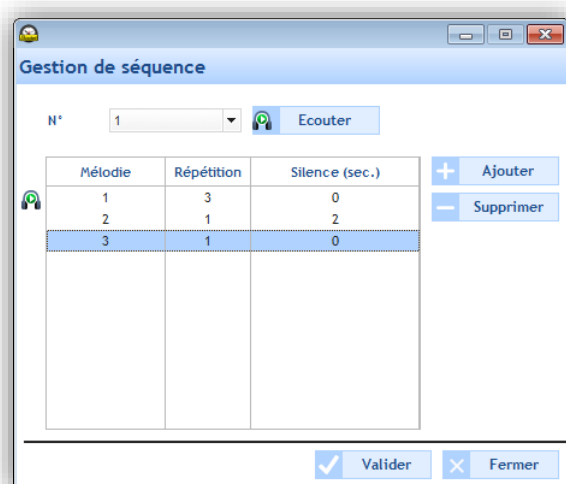 Gestion de séquence
N° 1 Ecouter
Mélodie Répétition Silence (sec.) Ajouter
1 3 0
2 1 2 Supprimer
3 1 0
Valider Fermer